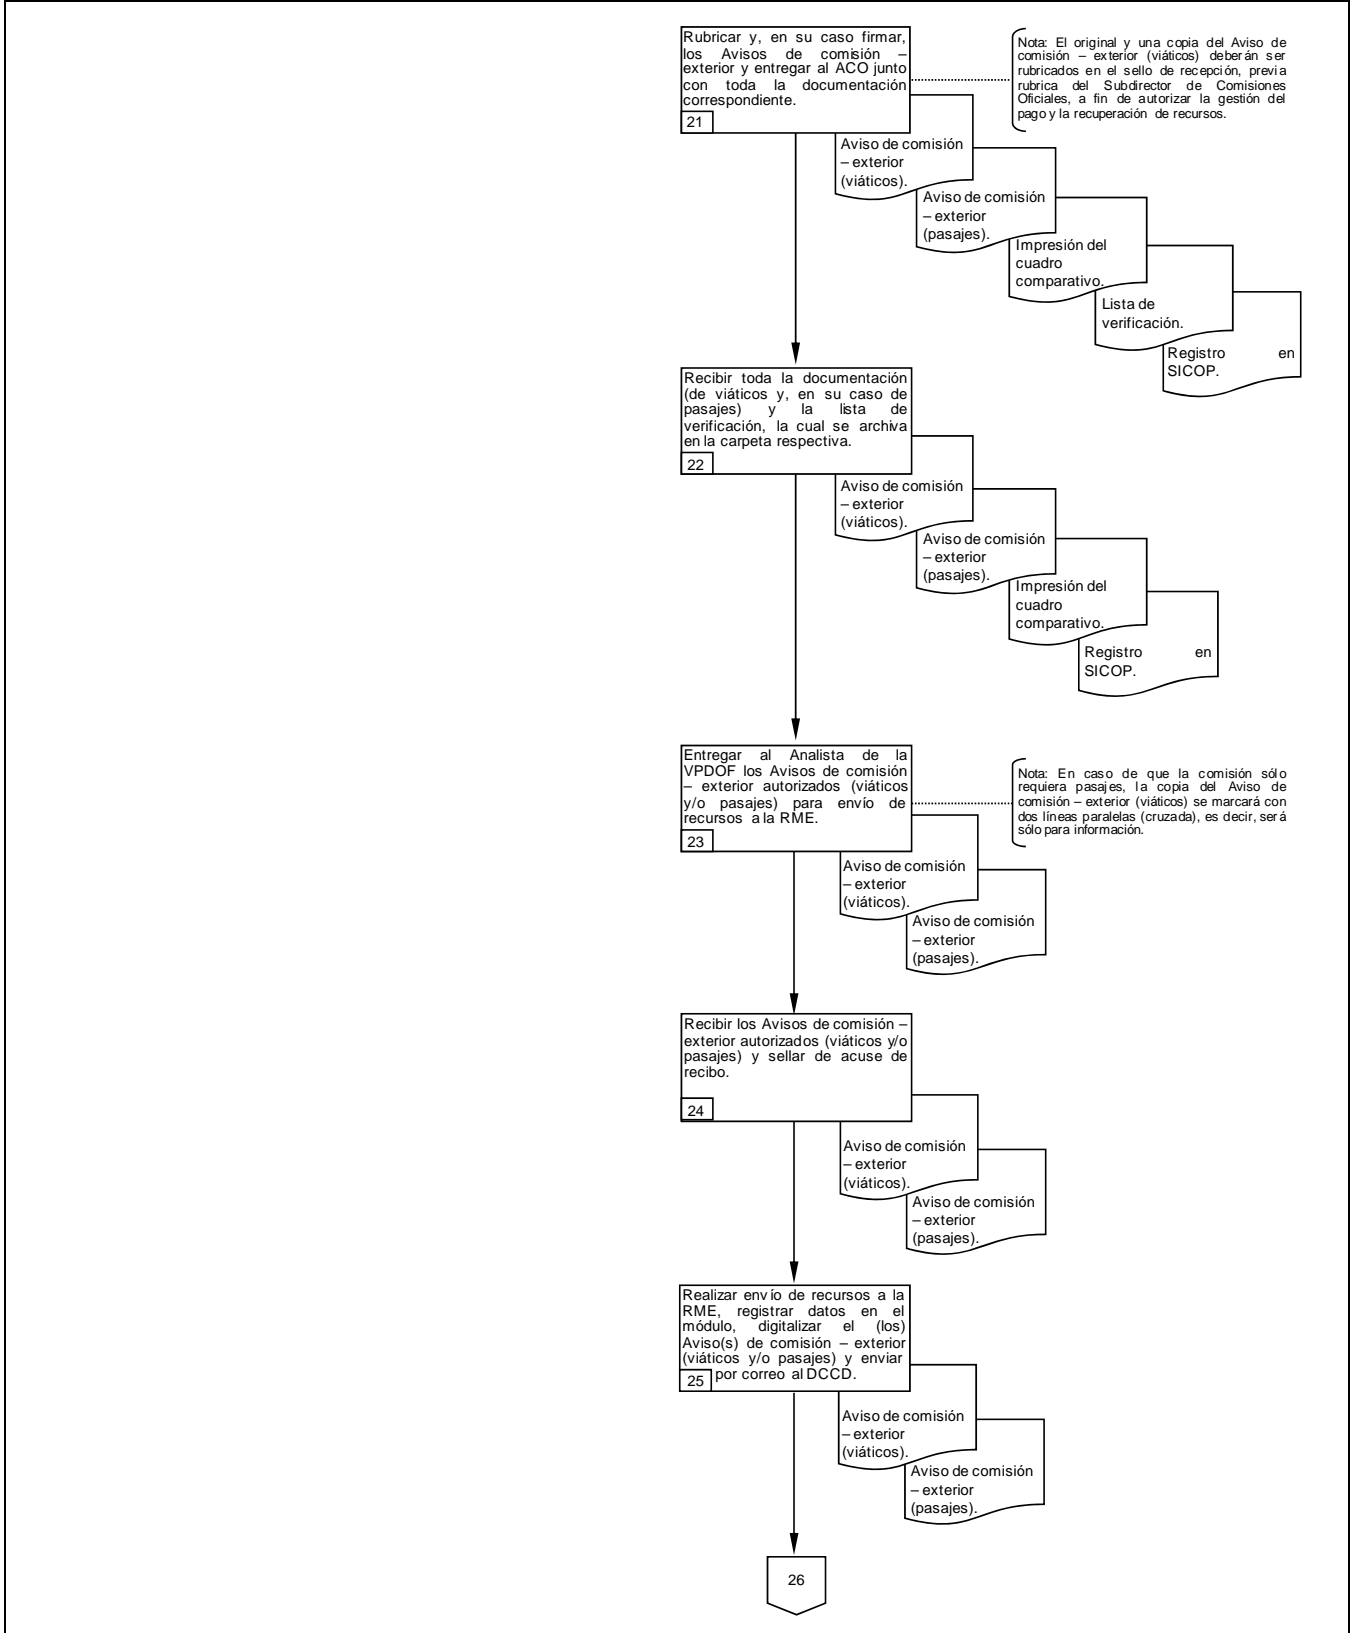 Rubricar y, en su caso firmar,
los Avisos de comisión –
exterior y entregar al ACO junto
con toda la documentación
correspondiente.
21
Nota: El original y una copia del Aviso de
comisión – exterior (viáticos) deberán ser
rubricados en el sello de recepción, previa
rubrica del Subdirector de Comisiones
Oficiales, a fin de autorizar la gestión del
pago y la recuperación de recursos.
Aviso de comisión
– exterior
(viáticos).
Aviso de comisión
– exterior
(pasajes).
Impresión del
cuadro
comparativo.
Lista de
verificación.
Registro en
SICOP.
Recibir toda la documentación
(de viáticos y, en su caso de
pasajes) y la lista de
verificación, la cual se archiva
en la carpeta respectiva.
22
Aviso de comisión
– exterior
(viáticos).
Aviso de comisión
– exterior
(pasajes).
Impresión del
cuadro
comparativo.
Registro en
SICOP.
Entregar al Analista de la
VPDOF los Avisos de comisión
– exterior autorizados (viáticos
y/o pasajes) para envío de
recursos a la RME.
23
Nota: En caso de que la comisión sólo
requiera pasajes, la copia del Aviso de
comisión – exterior (viáticos) se marcará con
dos líneas paralelas (cruzada), es decir, será
sólo para información.
Aviso de comisión
– exterior
(viáticos).
Aviso de comisión
– exterior
(pasajes).
Recibir los Avisos de comisión –
exterior autorizados (viáticos y/o
pasajes) y sellar de acuse de
recibo.
24
Aviso de comisión
– exterior
(viáticos).
Aviso de comisión
– exterior
(pasajes).
Realizar envío de recursos a la
RME, registrar datos en el
módulo, digitalizar el (los)
Aviso(s) de comisión – exterior
(viáticos y/o pasajes) y enviar
por correo al DCCD.
25
Aviso de comisión
– exterior
(viáticos).
Aviso de comisión
– exterior
(pasajes).
26